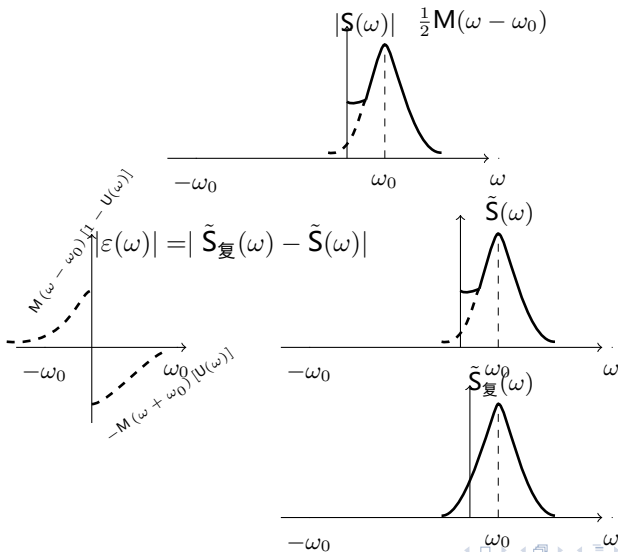 |S(ω)| ½M(ω − ω₀)
−ω₀ ω₀ ω
M(ω − ω₀)[1 − U(ω)]
|ε(ω)| =| S̃复(ω) − S̃(ω)|
S̃(ω)
−ω₀ ω₀
−M(ω + ω₀)[U(ω)]
−ω₀ ω₀ ω
S̃复(ω)
−ω₀ ω₀ ω